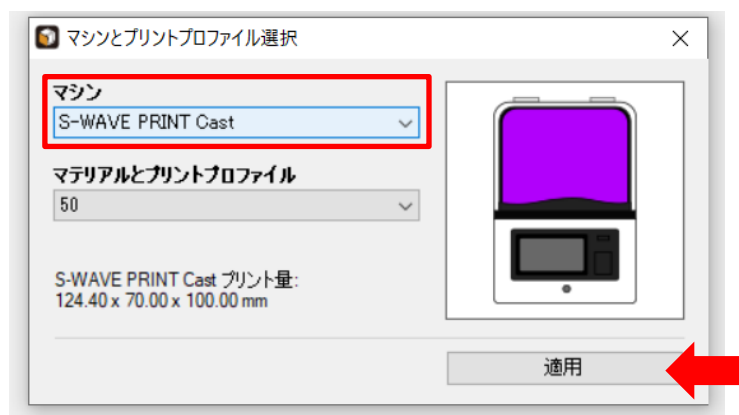 マシンとプリントプロファイル選択
マシン
S-WAVE PRINT Cast
マテリアルとプリントプロファイル
50
S-WAVE PRINT Cast プリント量:
124.40 x 70.00 x 100.00 mm
適用